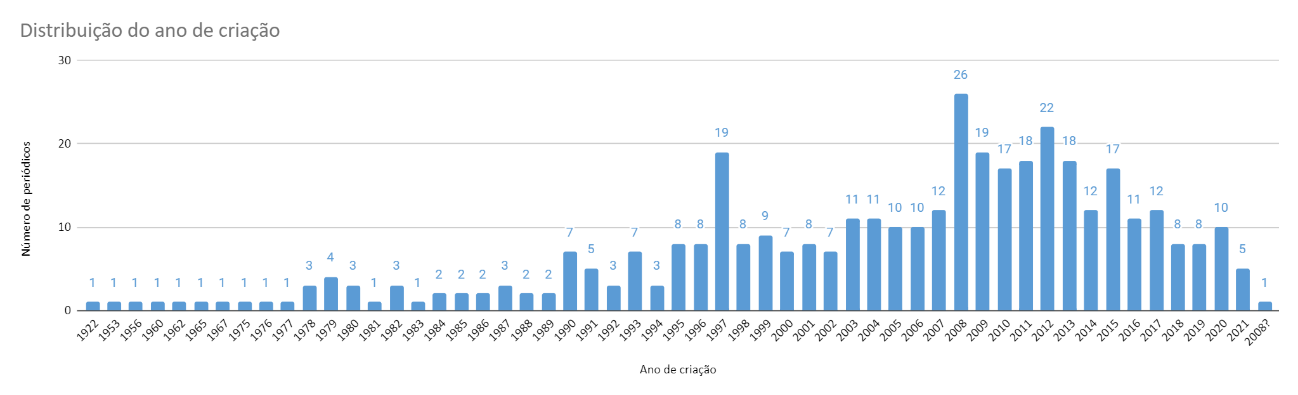 Distribuição do ano de criação
Número de periódicos
30
20
10
0
1 1 1 1 1 1 1 1 1 1 3 4 3 1 3 1 2 2 2 3 2 2 7 5 3 7 3 8 8 19 8 9 7 8 7 11 11 10 10 12 26 19 17 18 22 18 12 17 11 12 8 8 10 5 1
1922 1953 1956 1960 1962 1965 1967 1975 1976 1977 1978 1979 1980 1981 1982 1983 1984 1985 1986 1987 1988 1989 1990 1991 1992 1993 1994 1995 1996 1997 1998 1999 2000 2001 2002 2003 2004 2005 2006 2007 2008 2009 2010 2011 2012 2013 2014 2015 2016 2017 2018 2019 2020 2021 2008?
Ano de criação